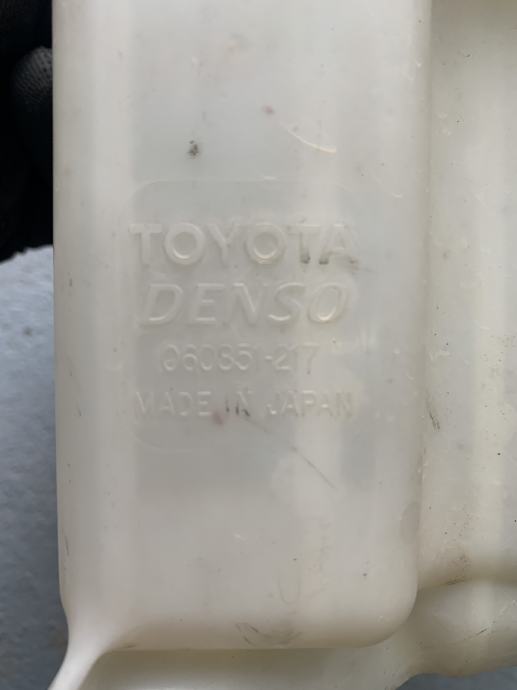 TOYOTA
DENSO
060851-217
MADE IN JAPAN